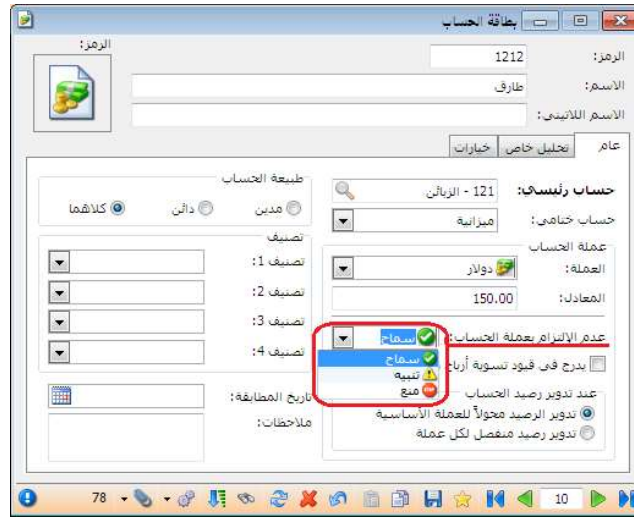 بطاقة الحساب
الرمز:
1212
الرمز:
الاسم:
طارق
الاسم اللاتيني:
عام
تحليل خاص
خيارات
حساب رئيسي:
121 - الزبائن
حساب ختامي:
ميزانية
عملة الحساب
العملة:
دولار
المعادل:
150.00
عدم الإلتزام بعملة الحساب:
سماح
سماح
تنبيه
منع
يدرج في قيود تسوية
عند تدوير رصيد الحساب
تدوير الرصيد محولاً للعملة الأساسية
تدوير رصيد منفصل لكل عملة
طبيعة الحساب
مدين
دائن
كلاهما
تصنيف
تصنيف 1:
تصنيف 2:
تصنيف 3:
تصنيف 4:
تاريخ المطابقة:
ملاحظات:
10
78